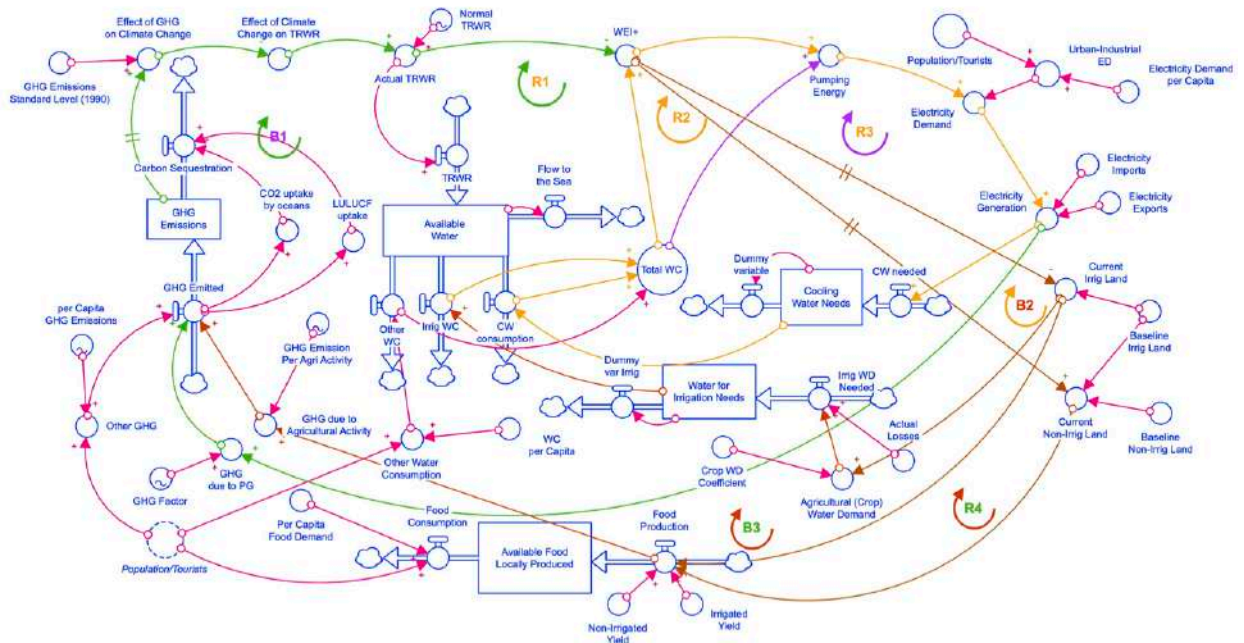 Effect of GHG
on Climate Change
Effect of Climate
Change on TRWR
Normal
TRWR
GHG Emissions
Standard Level (1990)
Actual TRWR
R1
WEI+
R2
Pumping
Energy
R3
Population/Tourists
Urban-Industrial
ED
Electricity Demand
per Capita
Electricity
Demand
B1
Carbon Sequestration
CO2 uptake
by oceans
LULUCF
uptake
GHG
Emissions
TRWR
Flow to
the Sea
Available
Water
Electricity
Imports
Electricity
Generation
Electricity
Exports
Total WC
Dummy
variable
Cooling
Water Needs
CW needed
Current
Irrig Land
B2
Baseline
Irrig Land
GHG Emitted
per Capita
GHG Emissions
GHG Emission
Per Agri Activity
Other
WC
Irrig WC
CW
consumption
Dummy
var Irrig
Water for
Irrigation Needs
Irrig WD
Needed
Actual
Losses
Current
Non-Irrig Land
Baseline
Non-Irrig Land
Other GHG
GHG due to
Agricultural Activity
WC
per Capita
Other Water
Consumption
GHG
due to PG
GHG Factor
Crop WD
Coefficient
Agricultural (Crop)
Water Demand
R4
B3
Population/Tourists
Per Capita
Food Demand
Food
Consumption
Available Food
Locally Produced
Food
Production
Non-Irrigated
Yield
Irrigated
Yield